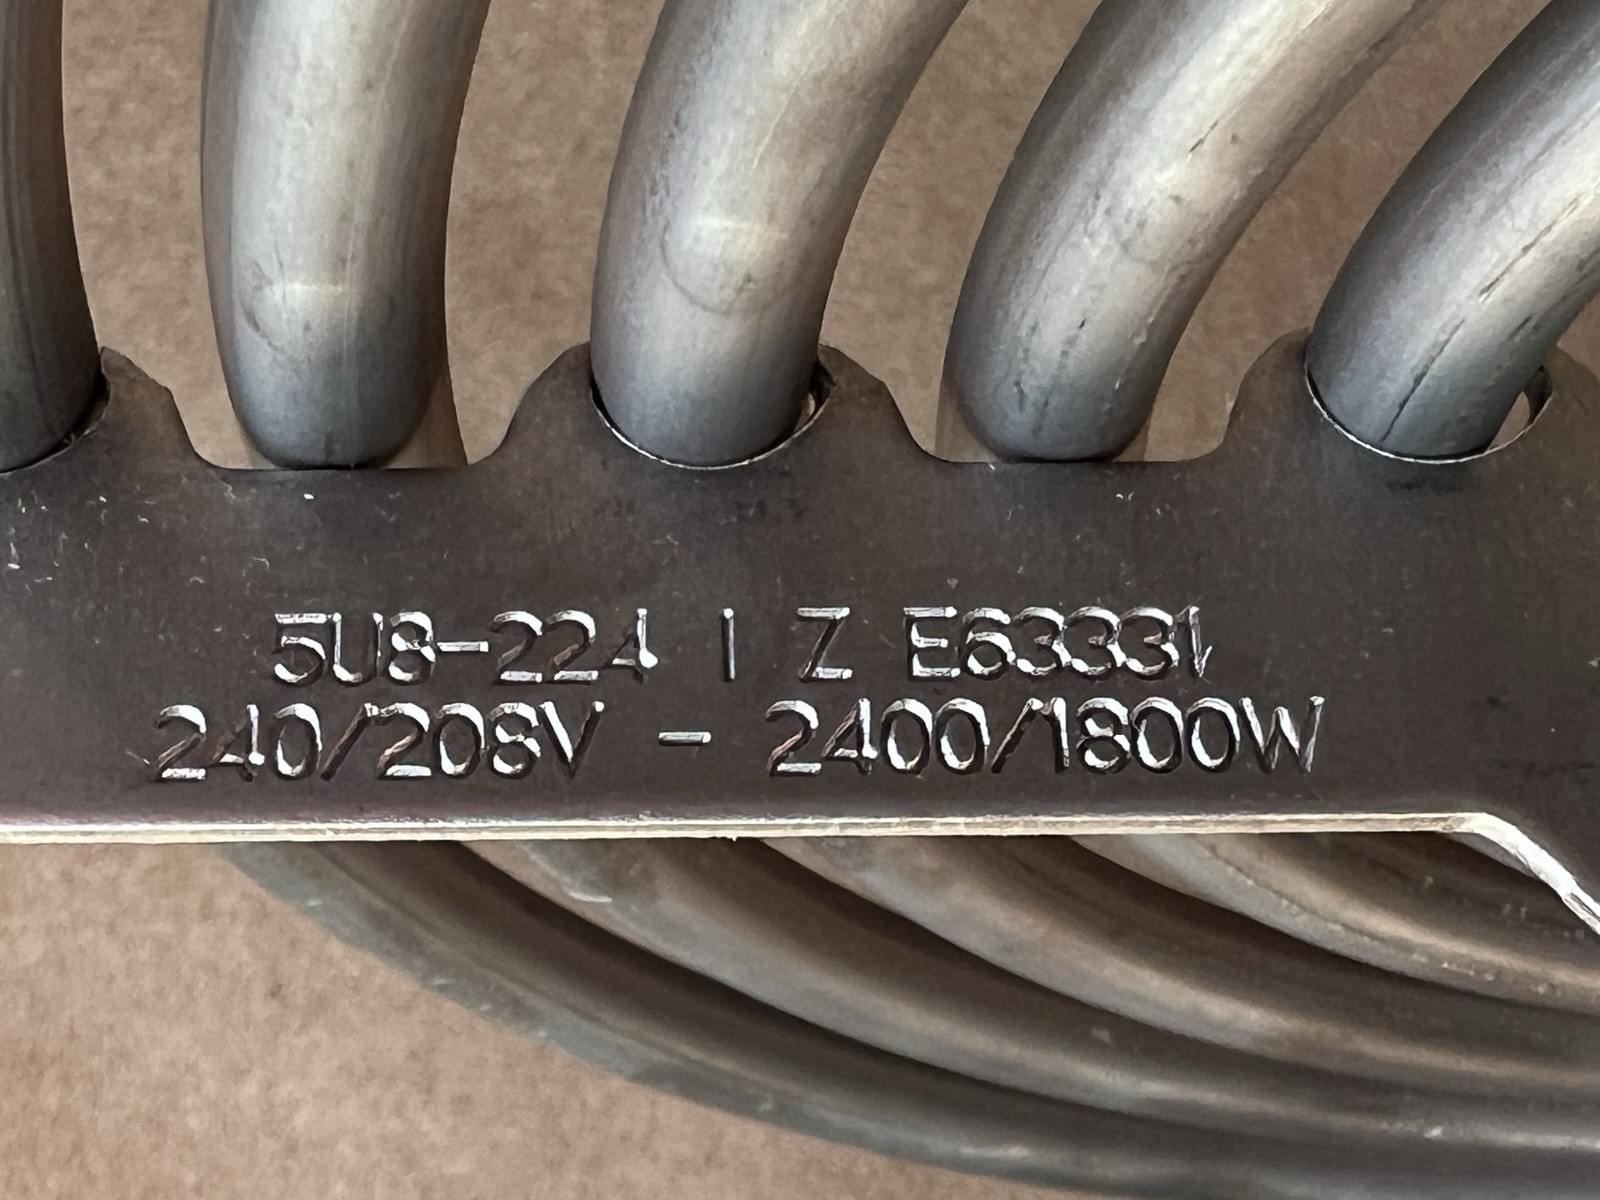 5U8-224 I Z E63331
240/208V - 2400/1800W